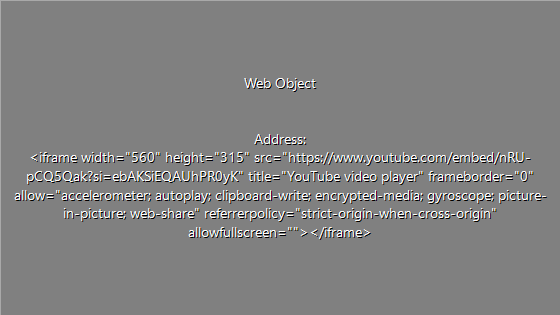 Web Object
Address:
<iframe width="560" height="315" src="https://www.youtube.com/embed/nRU-
pCQ5Qak?si=ebAKSiEQAUhPR0yK" title="YouTube video player" frameborder="0"
allow="accelerometer; autoplay; clipboard-write; encrypted-media; gyroscope; picture-
in-picture; web-share" referrerpolicy="strict-origin-when-cross-origin"
allowfullscreen=""></iframe>